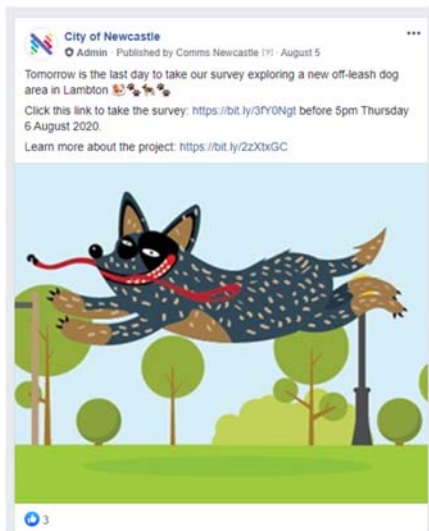 City of Newcastle
Admin · Published by Comms Newcastle [?] · August 5
Tomorrow is the last day to take our survey exploring a new off-leash dog
area in Lambton 🐕🐾🐕🐾
Click this link to take the survey: https://bit.ly/3fY0Ngt before 5pm Thursday
6 August 2020.
Learn more about the project: https://bit.ly/2zXtxGC
3